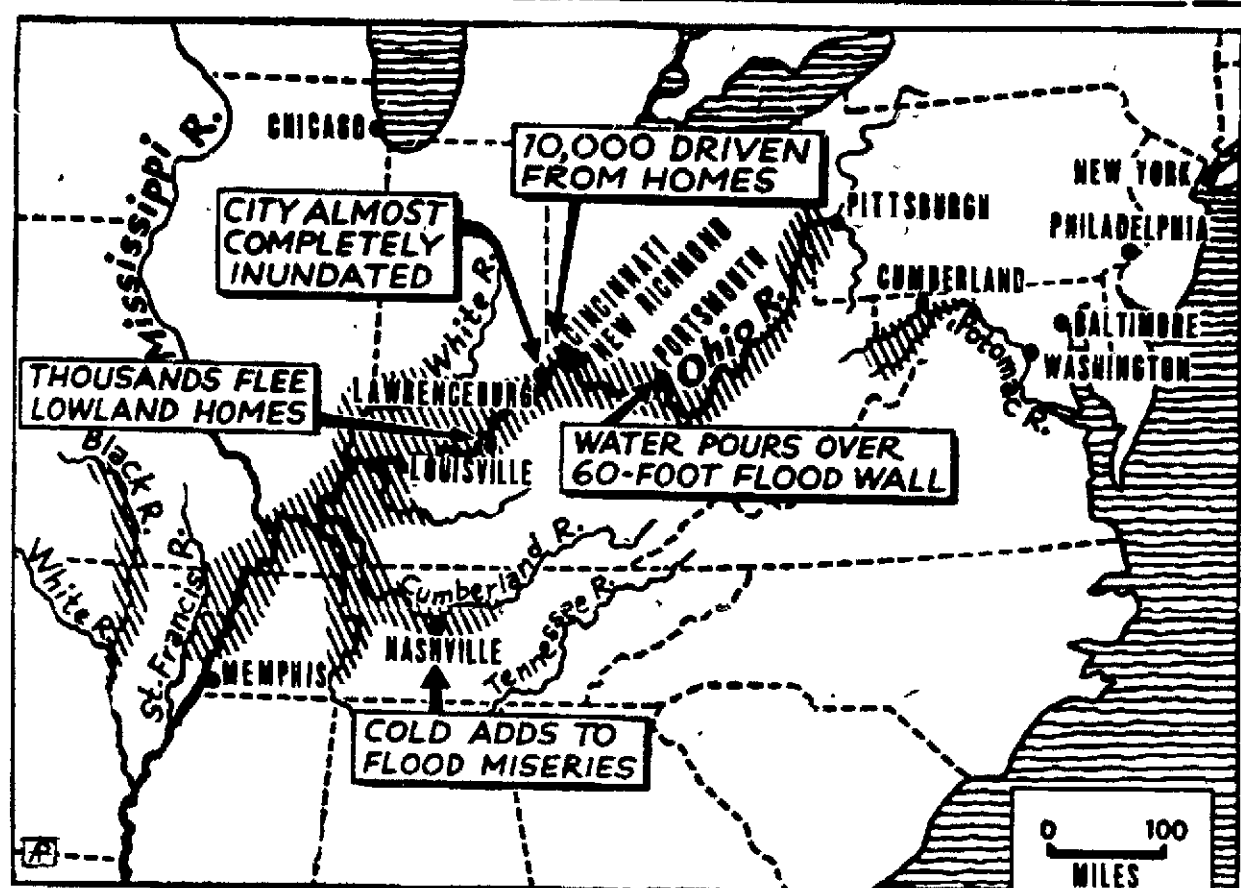 Mississippi R.
CHICAGO
10,000 DRIVEN
FROM HOMES
NEW YORK
CITY ALMOST
COMPLETELY
INUNDATED
PITTSBURGH
PHILADELPHIA
White R.
CINCINNATI
NEW RICHMOND
PORTSMOUTH
Ohio R.
CUMBERLAND
Potomac R.
BALTIMORE
WASHINGTON
THOUSANDS FLEE
LOWLAND HOMES
LAWRENCEBURG
Black R.
LOUISVILLE
WATER POURS OVER
60-FOOT FLOOD WALL
White R.
St. Francis R.
Cumberland R.
Tennessee R.
NASHVILLE
MEMPHIS
COLD ADDS TO
FLOOD MISERIES
AP
0 100
MILES